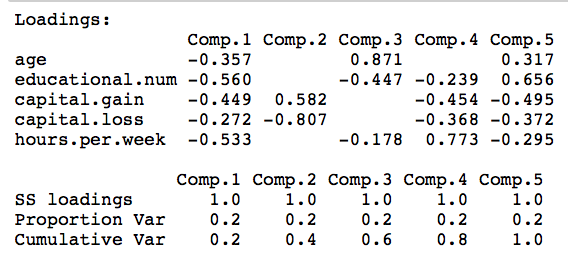 Loadings:
                Comp.1 Comp.2 Comp.3 Comp.4 Comp.5
age             -0.357         0.871         0.317
educational.num -0.560        -0.447 -0.239  0.656
capital.gain    -0.449  0.582        -0.454 -0.495
capital.loss    -0.272 -0.807        -0.368 -0.372
hours.per.week  -0.533        -0.178  0.773 -0.295
               Comp.1 Comp.2 Comp.3 Comp.4 Comp.5
SS loadings       1.0    1.0    1.0    1.0    1.0
Proportion Var    0.2    0.2    0.2    0.2    0.2
Cumulative Var    0.2    0.4    0.6    0.8    1.0